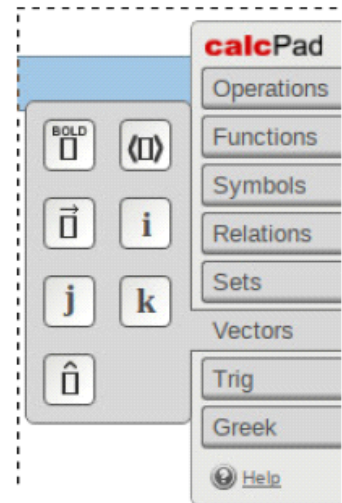 calcPad
Operations
Functions
Symbols
Relations
Sets
Vectors
Trig
Greek
Help
BOLD
⟨▯⟩
i
j k